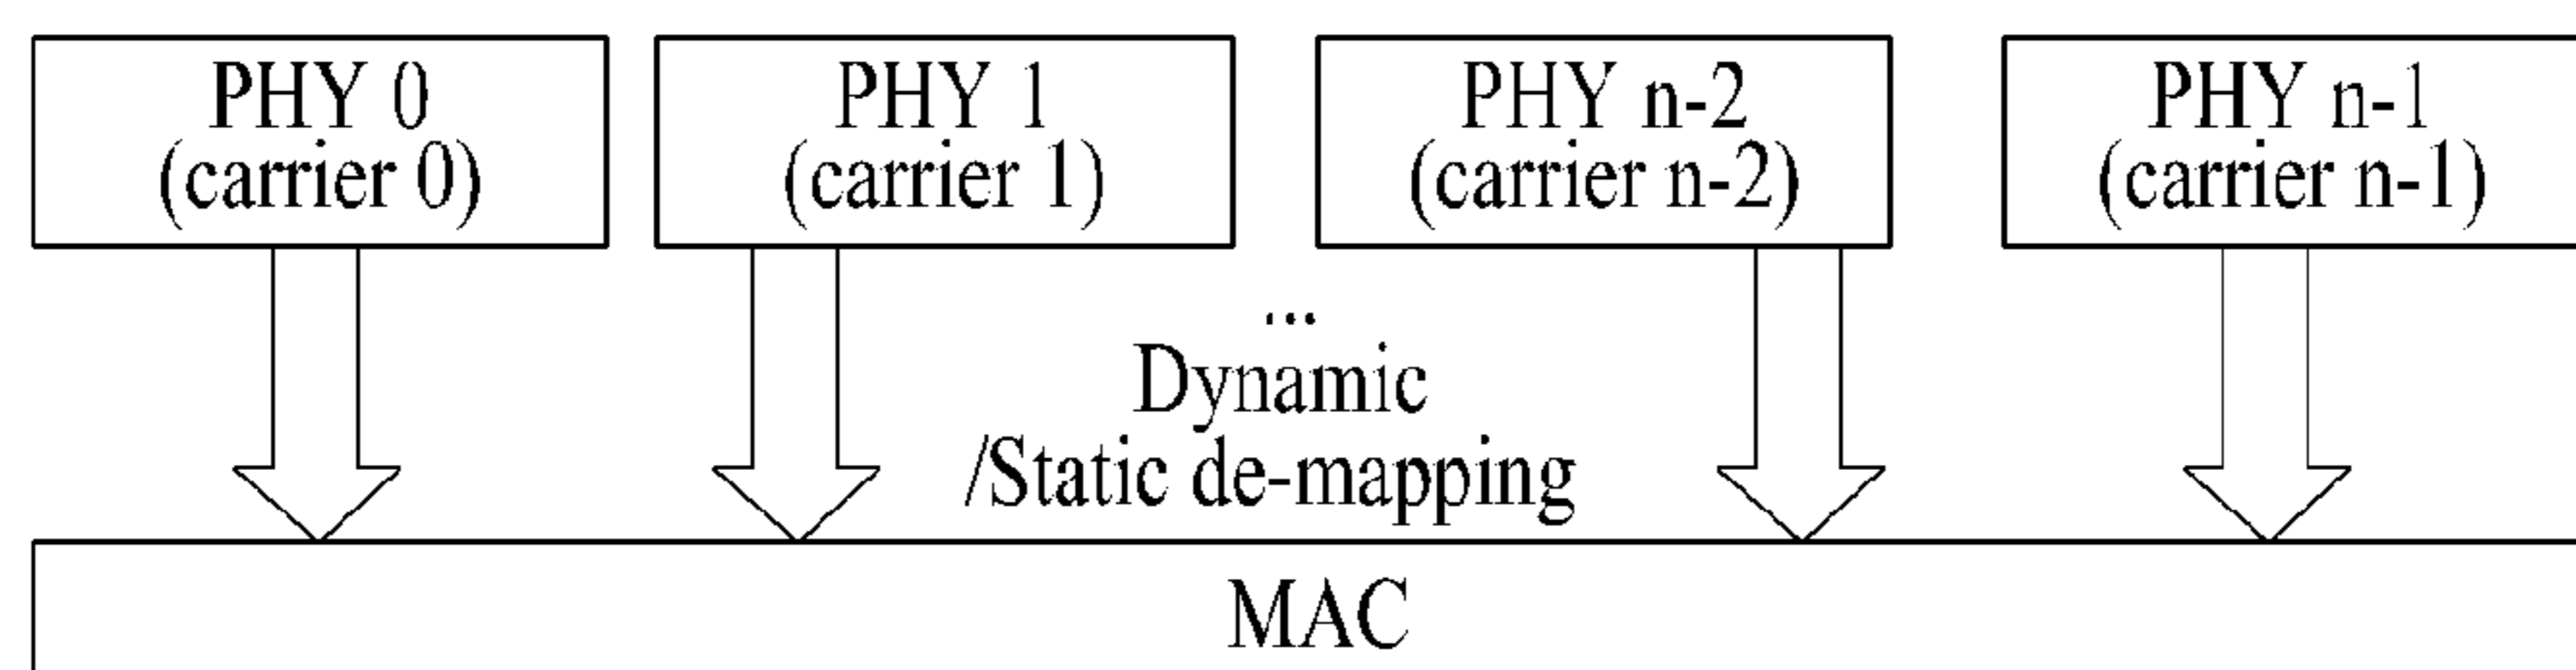 PHY 0
(carrier 0)
PHY 1
(carrier 1)
PHY n-2
(carrier n-2)
PHY n-1
(carrier n-1)
...
Dynamic
/Static de-mapping
MAC